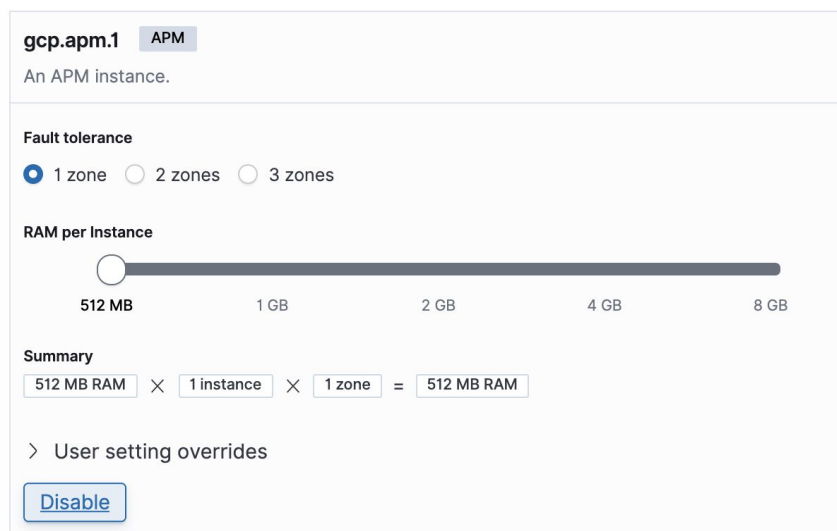 gcp.apm.1 APM
An APM instance.
Fault tolerance
1 zone 2 zones 3 zones
RAM per Instance
512 MB 1 GB 2 GB 4 GB 8 GB
Summary
512 MB RAM × 1 instance × 1 zone = 512 MB RAM
User setting overrides
Disable